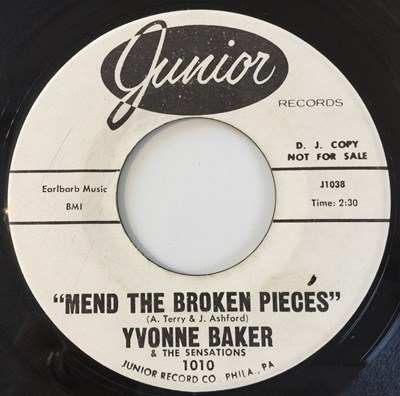 Junior
RECORDS
D. J. COPY
NOT FOR SALE
Earlbarb Music
BMI
J1038
Time: 2:30
"MEND THE BROKEN PIECES"
(A. Terry & J. Ashford)
YVONNE BAKER
& THE SENSATIONS
1010
JUNIOR RECORD CO., PHILA., PA